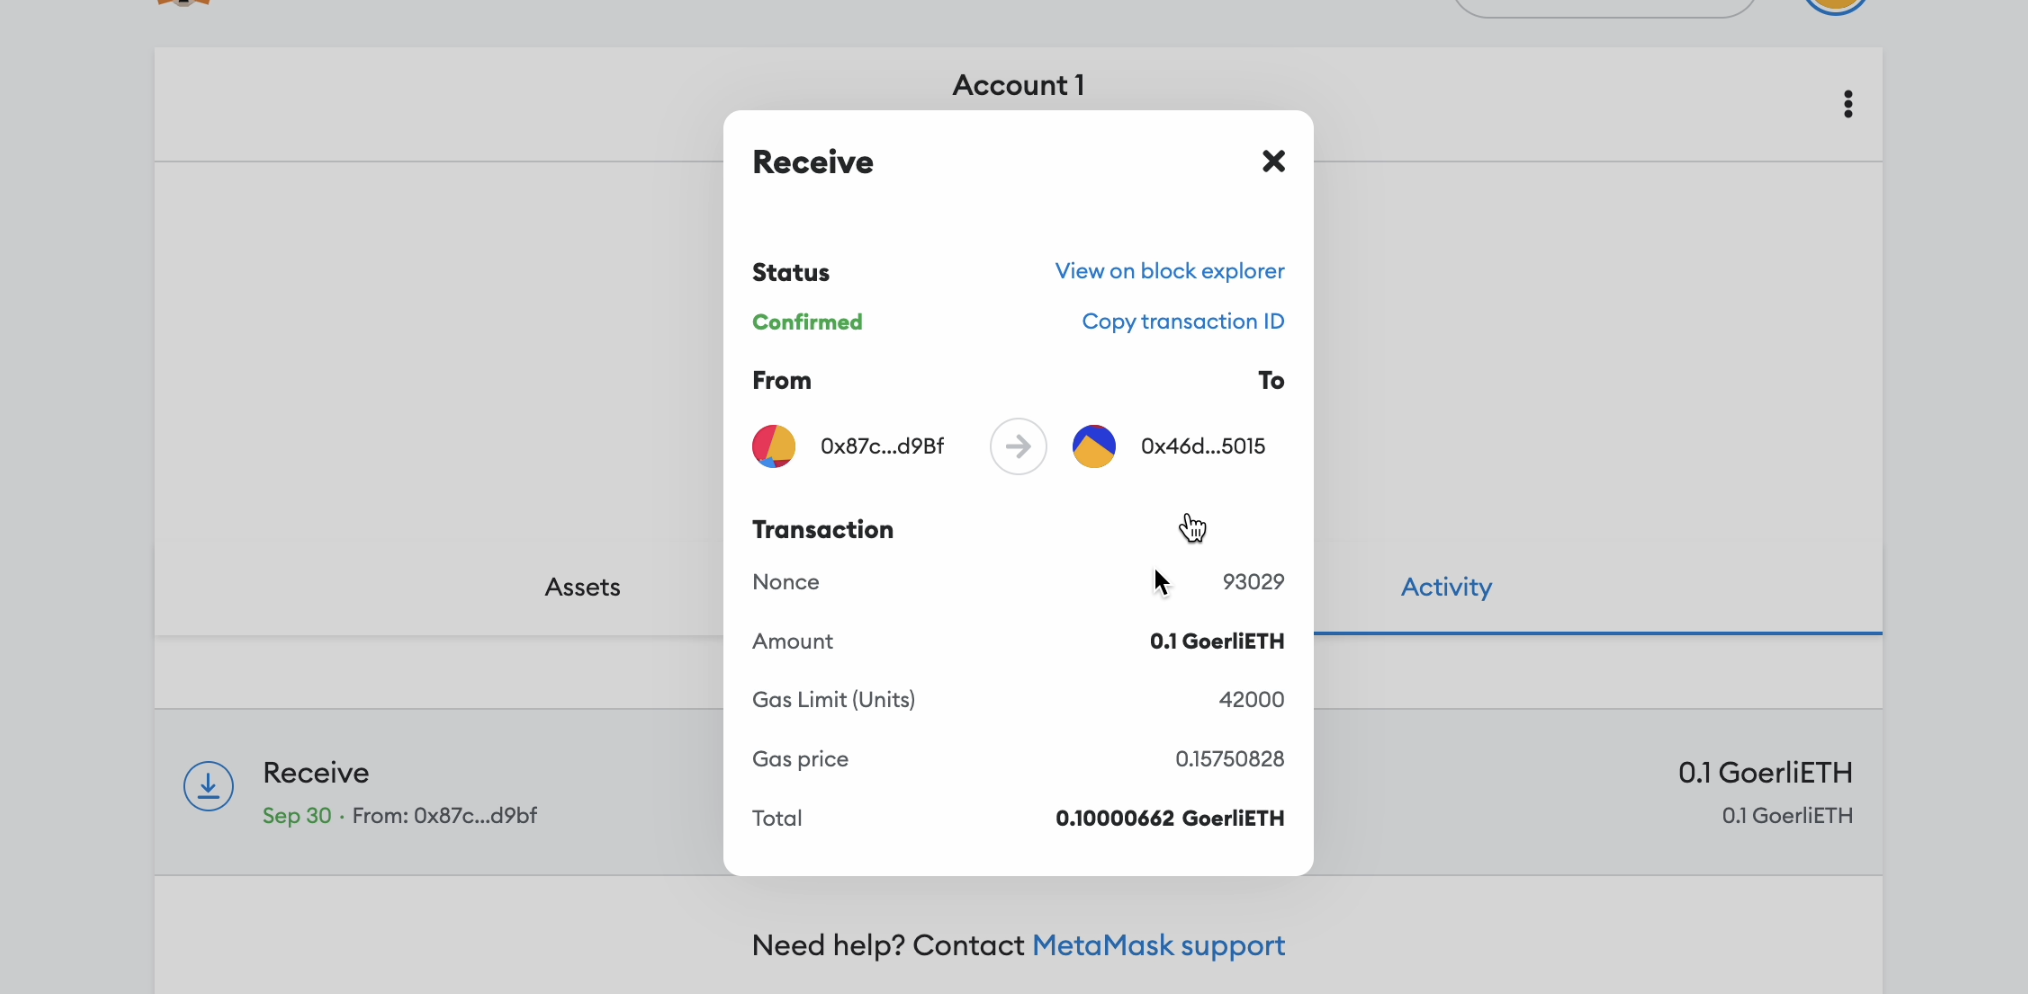 Account 1
Receive
Status
View on block explorer
Confirmed
Copy transaction ID
From
To
0x87c...d9Bf
0x46d...5015
Transaction
Nonce
93029
Amount
0.1 GoerliETH
Gas Limit (Units)
42000
Gas price
0.15750828
Total
0.10000662 GoerliETH
Assets
Activity
Receive
Sep 30 · From: 0x87c...d9bf
0.1 GoerliETH
0.1 GoerliETH
Need help? Contact MetaMask support